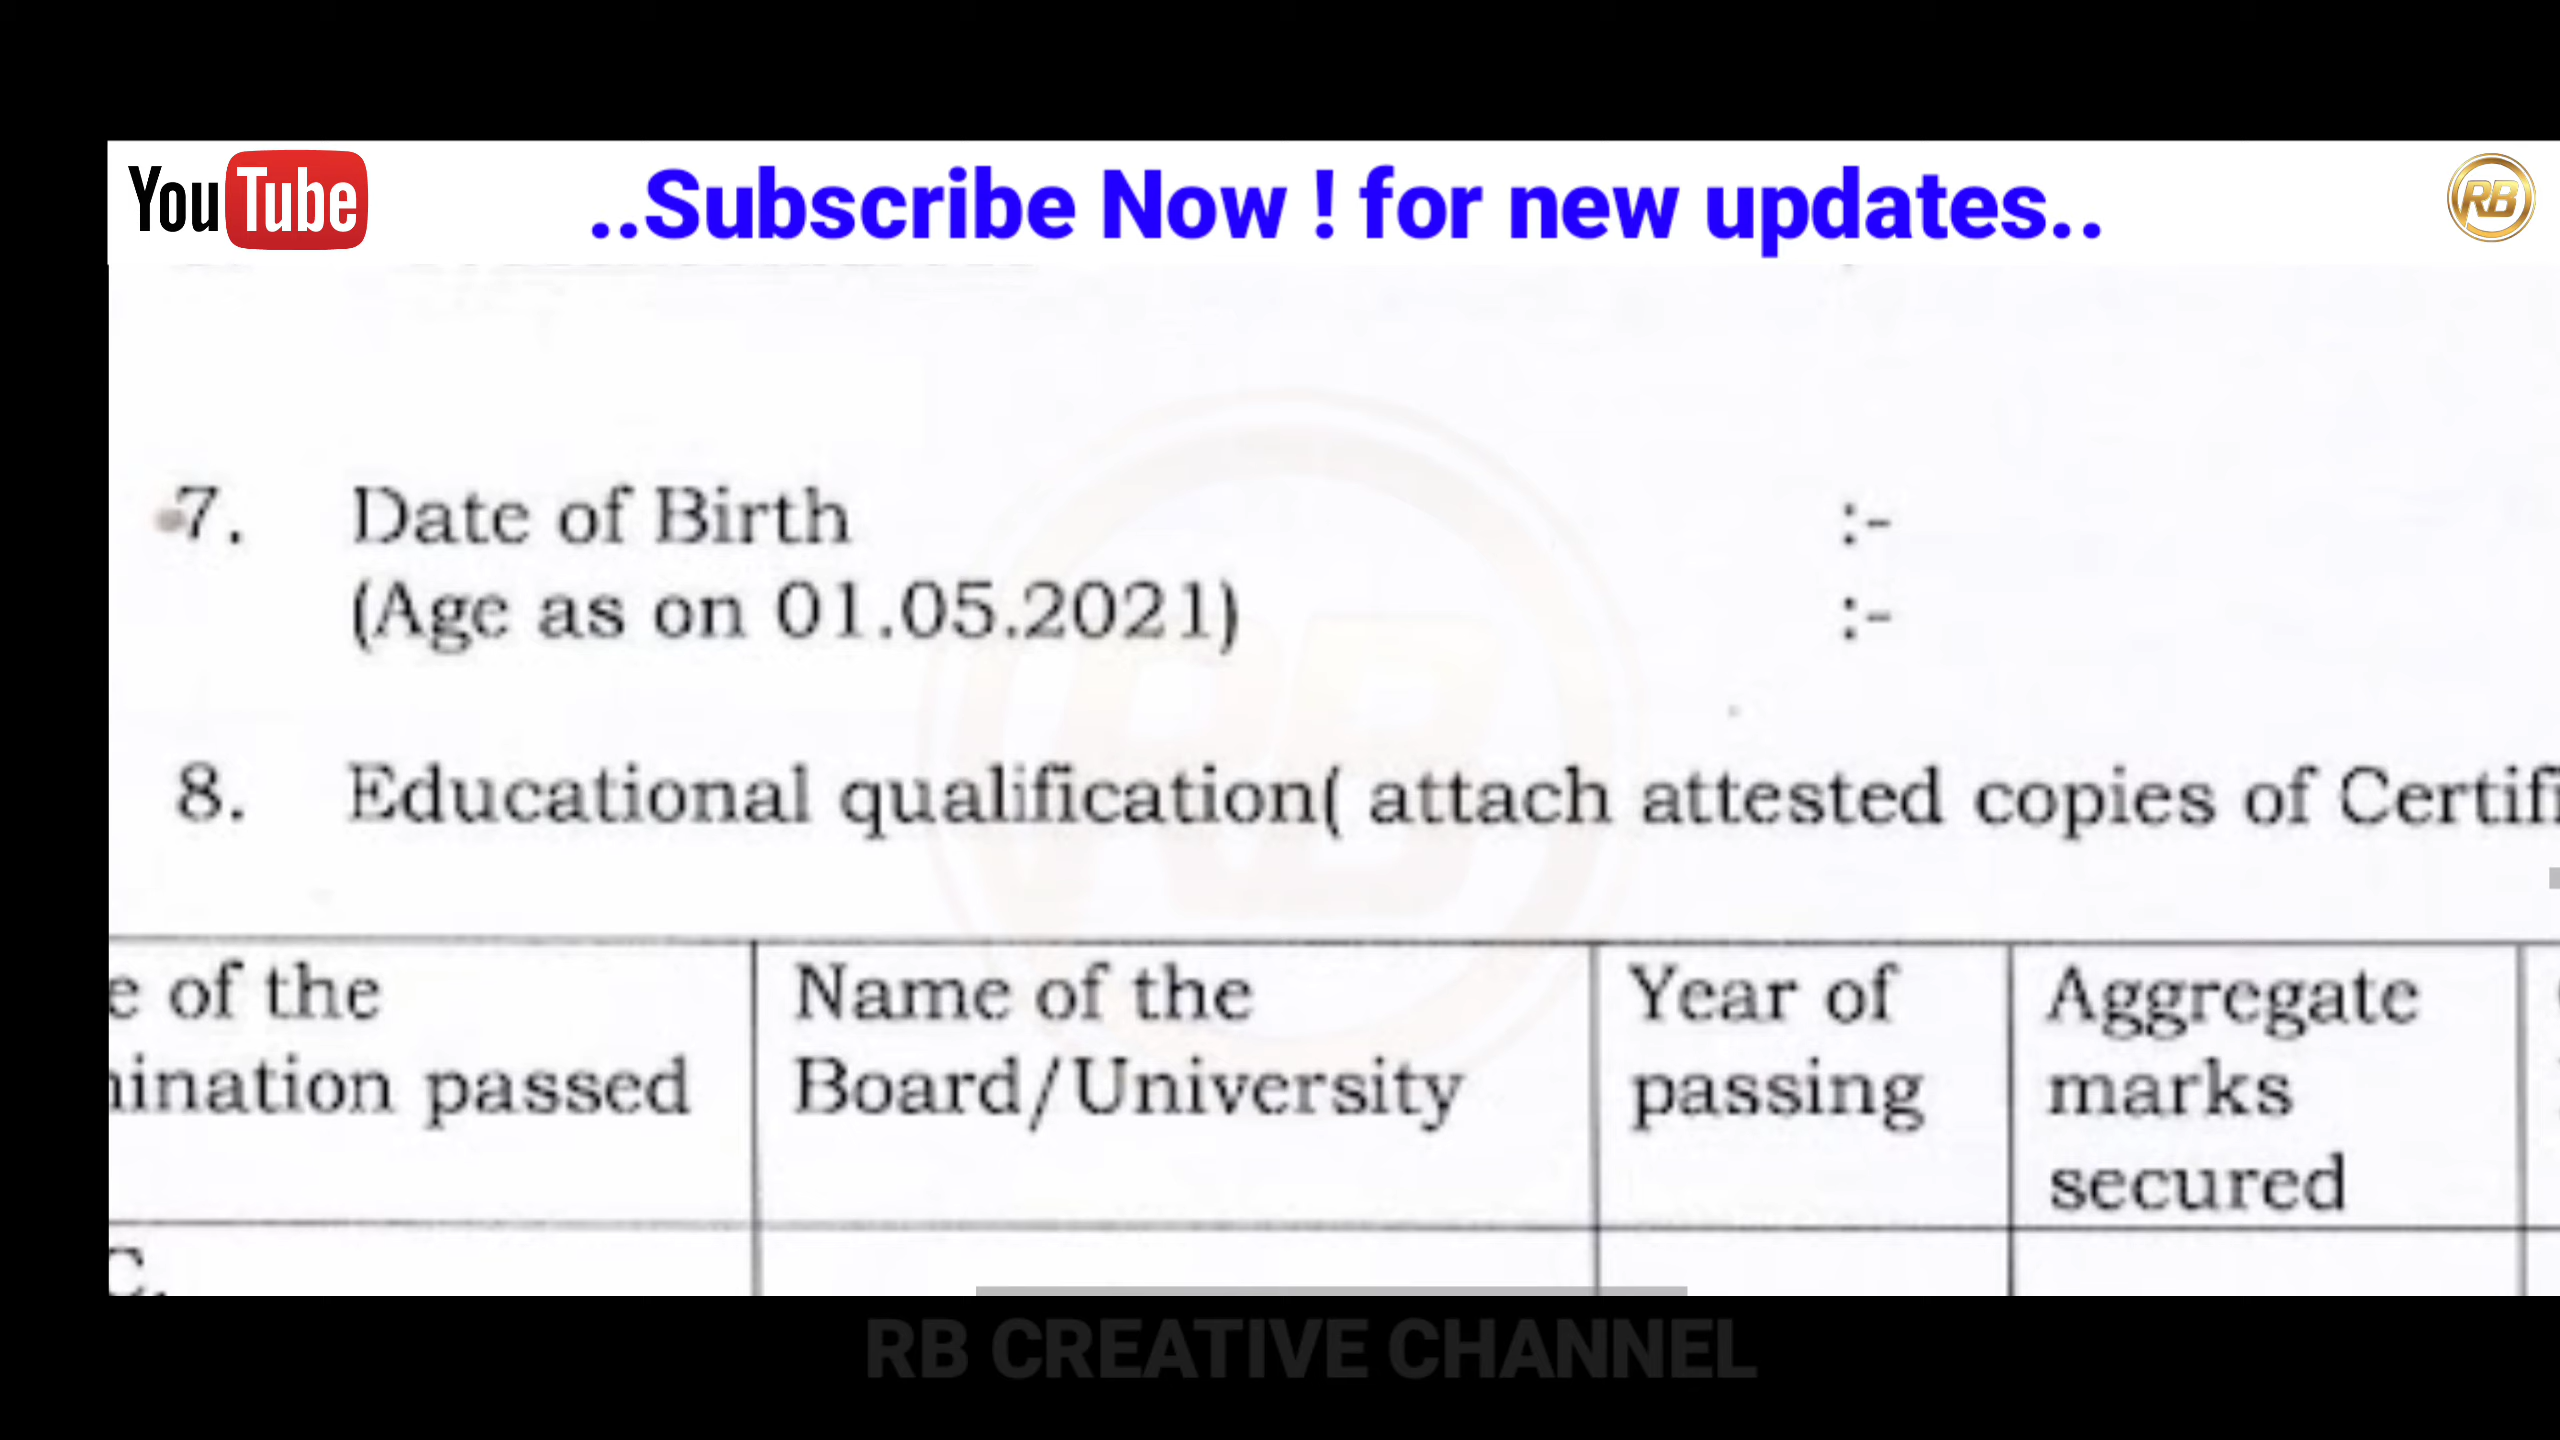 YouTube
..Subscribe Now ! for new updates..
RB
7. Date of Birth :-
(Age as on 01.05.2021) :-
8. Educational qualification( attach attested copies of
e of the
ination passed
Name of the
Board/University
Year of
passing
Aggregate
marks
secured
C.
RB CREATIVE CHANNEL